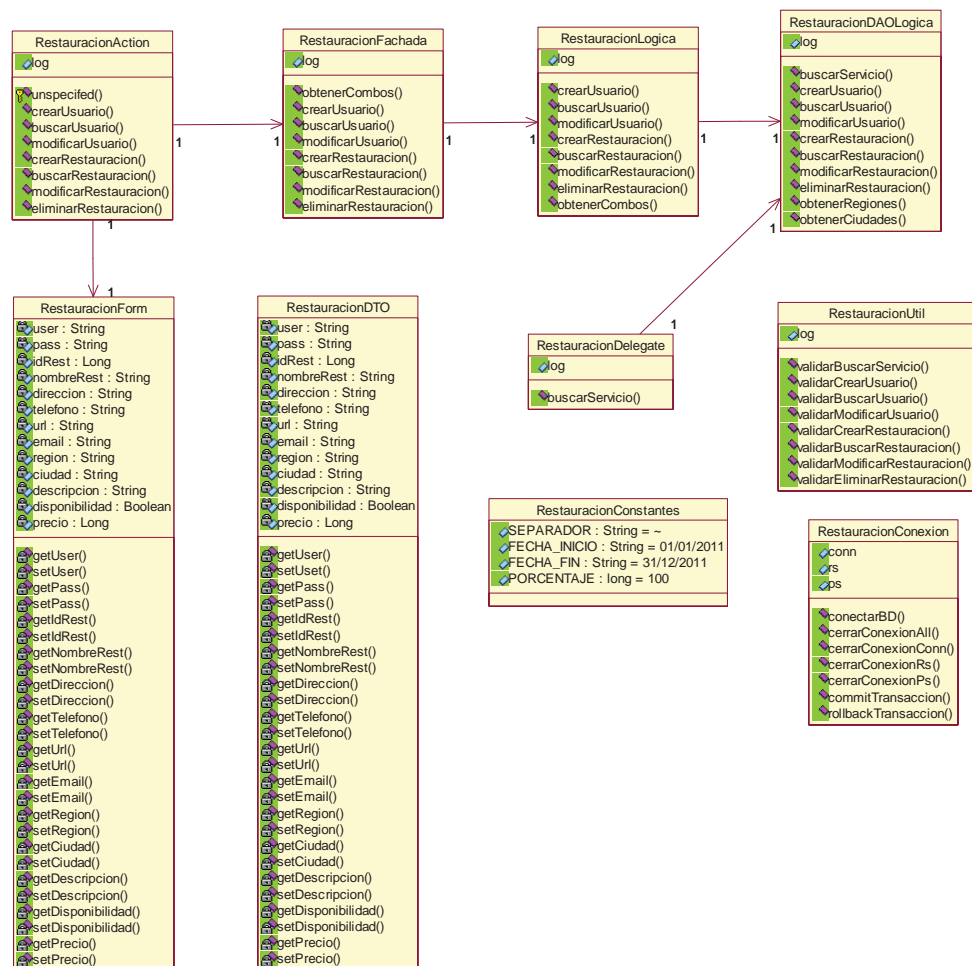 RestauracionAction
log
unspecifed()
crearUsuario()
buscarUsuario()
modificarUsuario()
crearRestauracion()
buscarRestauracion()
modificarRestauracion()
eliminarRestauracion()
1
1
1
1
RestauracionFachada
log
obtenerCombos()
crearUsuario()
buscarUsuario()
modificarUsuario()
crearRestauracion()
buscarRestauracion()
modificarRestauracion()
eliminarRestauracion()
1
1
RestauracionLogica
log
crearUsuario()
buscarUsuario()
modificarUsuario()
crearRestauracion()
buscarRestauracion()
modificarRestauracion()
eliminarRestauracion()
obtenerCombos()
1
1
RestauracionDAOLogica
log
buscarServicio()
crearUsuario()
buscarUsuario()
modificarUsuario()
crearRestauracion()
buscarRestauracion()
modificarRestauracion()
eliminarRestauracion()
obtenerRegiones()
obtenerCiudades()
1
1
RestauracionForm
user : String
pass : String
idRest : Long
nombreRest : String
direccion : String
telefono : String
url : String
email : String
region : String
ciudad : String
descripcion : String
disponibilidad : Boolean
precio : Long
getUser()
setUser()
getPass()
setPass()
getIdRest()
setIdRest()
getNombreRest()
setNombreRest()
getDireccion()
setDireccion()
getTelefono()
setTelefono()
getUrl()
setUrl()
getEmail()
setEmail()
getRegion()
setRegion()
getCiudad()
setCiudad()
getDescripcion()
setDescripcion()
getDisponibilidad()
setDisponibilidad()
getPrecio()
setPrecio()
RestauracionDTO
user : String
pass : String
idRest : Long
nombreRest : String
direccion : String
telefono : String
url : String
email : String
region : String
ciudad : String
descripcion : String
disponibilidad : Boolean
precio : Long
getUser()
setUset()
getPass()
setPass()
getIdRest()
setIdRest()
getNombreRest()
setNombreRest()
getDireccion()
setDireccion()
getTelefono()
setTelefono()
getUrl()
setUrl()
getEmail()
setEmail()
getRegion()
setRegion()
getCiudad()
setCiudad()
getDescripcion()
setDescripcion()
getDisponibilidad()
setDisponibilidad()
getPrecio()
setPrecio()
RestauracionDelegate
log
buscarServicio()
RestauracionUtil
log
validarBuscarServicio()
validarCrearUsuario()
validarBuscarUsuario()
validarModificarUsuario()
validarCrearRestauracion()
validarBuscarRestauracion()
validarModificarRestauracion()
validarEliminarRestauracion()
RestauracionConstantes
SEPARADOR : String = ~
FECHA_INICIO : String = 01/01/2011
FECHA_FIN : String = 31/12/2011
PORCENTAJE : long = 100
RestauracionConexion
conn
rs
ps
conectarBD()
cerrarConexionAll()
cerrarConexionConn()
cerrarConexionRs()
cerrarConexionPs()
commitTransaccion()
rollbackTransaccion()